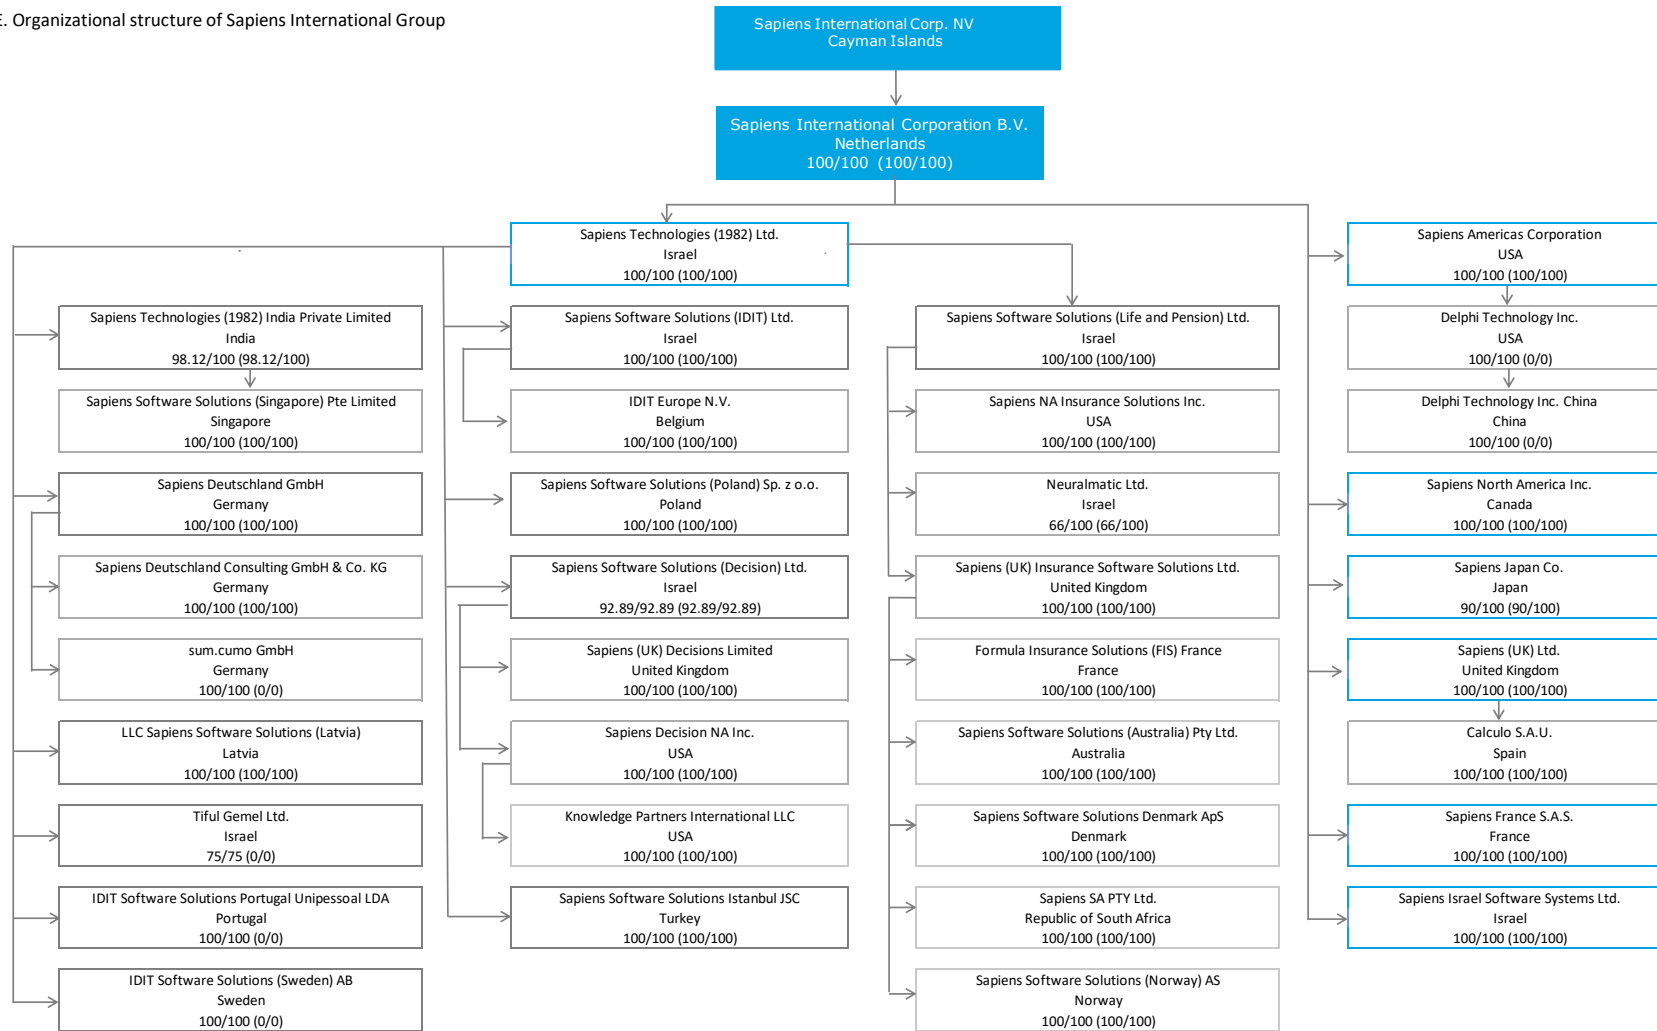 E. Organizational structure of Sapiens International Group
Sapiens International Corp. NV
Cayman Islands
Sapiens International Corporation B.V.
Netherlands
100/100 (100/100)
Sapiens Technologies (1982) Ltd.
Israel
100/100 (100/100)
Sapiens Americas Corporation
USA
100/100 (100/100)
Sapiens Technologies (1982) India Private Limited
India
98.12/100 (98.12/100)
Sapiens Software Solutions (IDIT) Ltd.
Israel
100/100 (100/100)
Sapiens Software Solutions (Life and Pension) Ltd.
Israel
100/100 (100/100)
Delphi Technology Inc.
USA
100/100 (0/0)
Sapiens Software Solutions (Singapore) Pte Limited
Singapore
100/100 (100/100)
IDIT Europe N.V.
Belgium
100/100 (100/100)
Sapiens NA Insurance Solutions Inc.
USA
100/100 (100/100)
Delphi Technology Inc. China
China
100/100 (0/0)
Sapiens Deutschland GmbH
Germany
100/100 (100/100)
Sapiens Software Solutions (Poland) Sp. z o.o.
Poland
100/100 (100/100)
Neuralmatic Ltd.
Israel
66/100 (66/100)
Sapiens North America Inc.
Canada
100/100 (100/100)
Sapiens Deutschland Consulting GmbH & Co. KG
Germany
100/100 (100/100)
Sapiens Software Solutions (Decision) Ltd.
Israel
92.89/92.89 (92.89/92.89)
Sapiens (UK) Insurance Software Solutions Ltd.
United Kingdom
100/100 (100/100)
Sapiens Japan Co.
Japan
90/100 (90/100)
sum.cumo GmbH
Germany
100/100 (0/0)
Sapiens (UK) Decisions Limited
United Kingdom
100/100 (100/100)
Formula Insurance Solutions (FIS) France
France
100/100 (100/100)
Sapiens (UK) Ltd.
United Kingdom
100/100 (100/100)
LLC Sapiens Software Solutions (Latvia)
Latvia
100/100 (100/100)
Sapiens Decision NA Inc.
USA
100/100 (100/100)
Sapiens Software Solutions (Australia) Pty Ltd.
Australia
100/100 (100/100)
Calculo S.A.U.
Spain
100/100 (100/100)
Tiful Gemel Ltd.
Israel
75/75 (0/0)
Knowledge Partners International LLC
USA
100/100 (100/100)
Sapiens Software Solutions Denmark ApS
Denmark
100/100 (100/100)
Sapiens France S.A.S.
France
100/100 (100/100)
IDIT Software Solutions Portugal Unipessoal LDA
Portugal
100/100 (0/0)
Sapiens Software Solutions Istanbul JSC
Turkey
100/100 (100/100)
Sapiens SA PTY Ltd.
Republic of South Africa
100/100 (100/100)
Sapiens Israel Software Systems Ltd.
Israel
100/100 (100/100)
IDIT Software Solutions (Sweden) AB
Sweden
100/100 (0/0)
Sapiens Software Solutions (Norway) AS
Norway
100/100 (100/100)